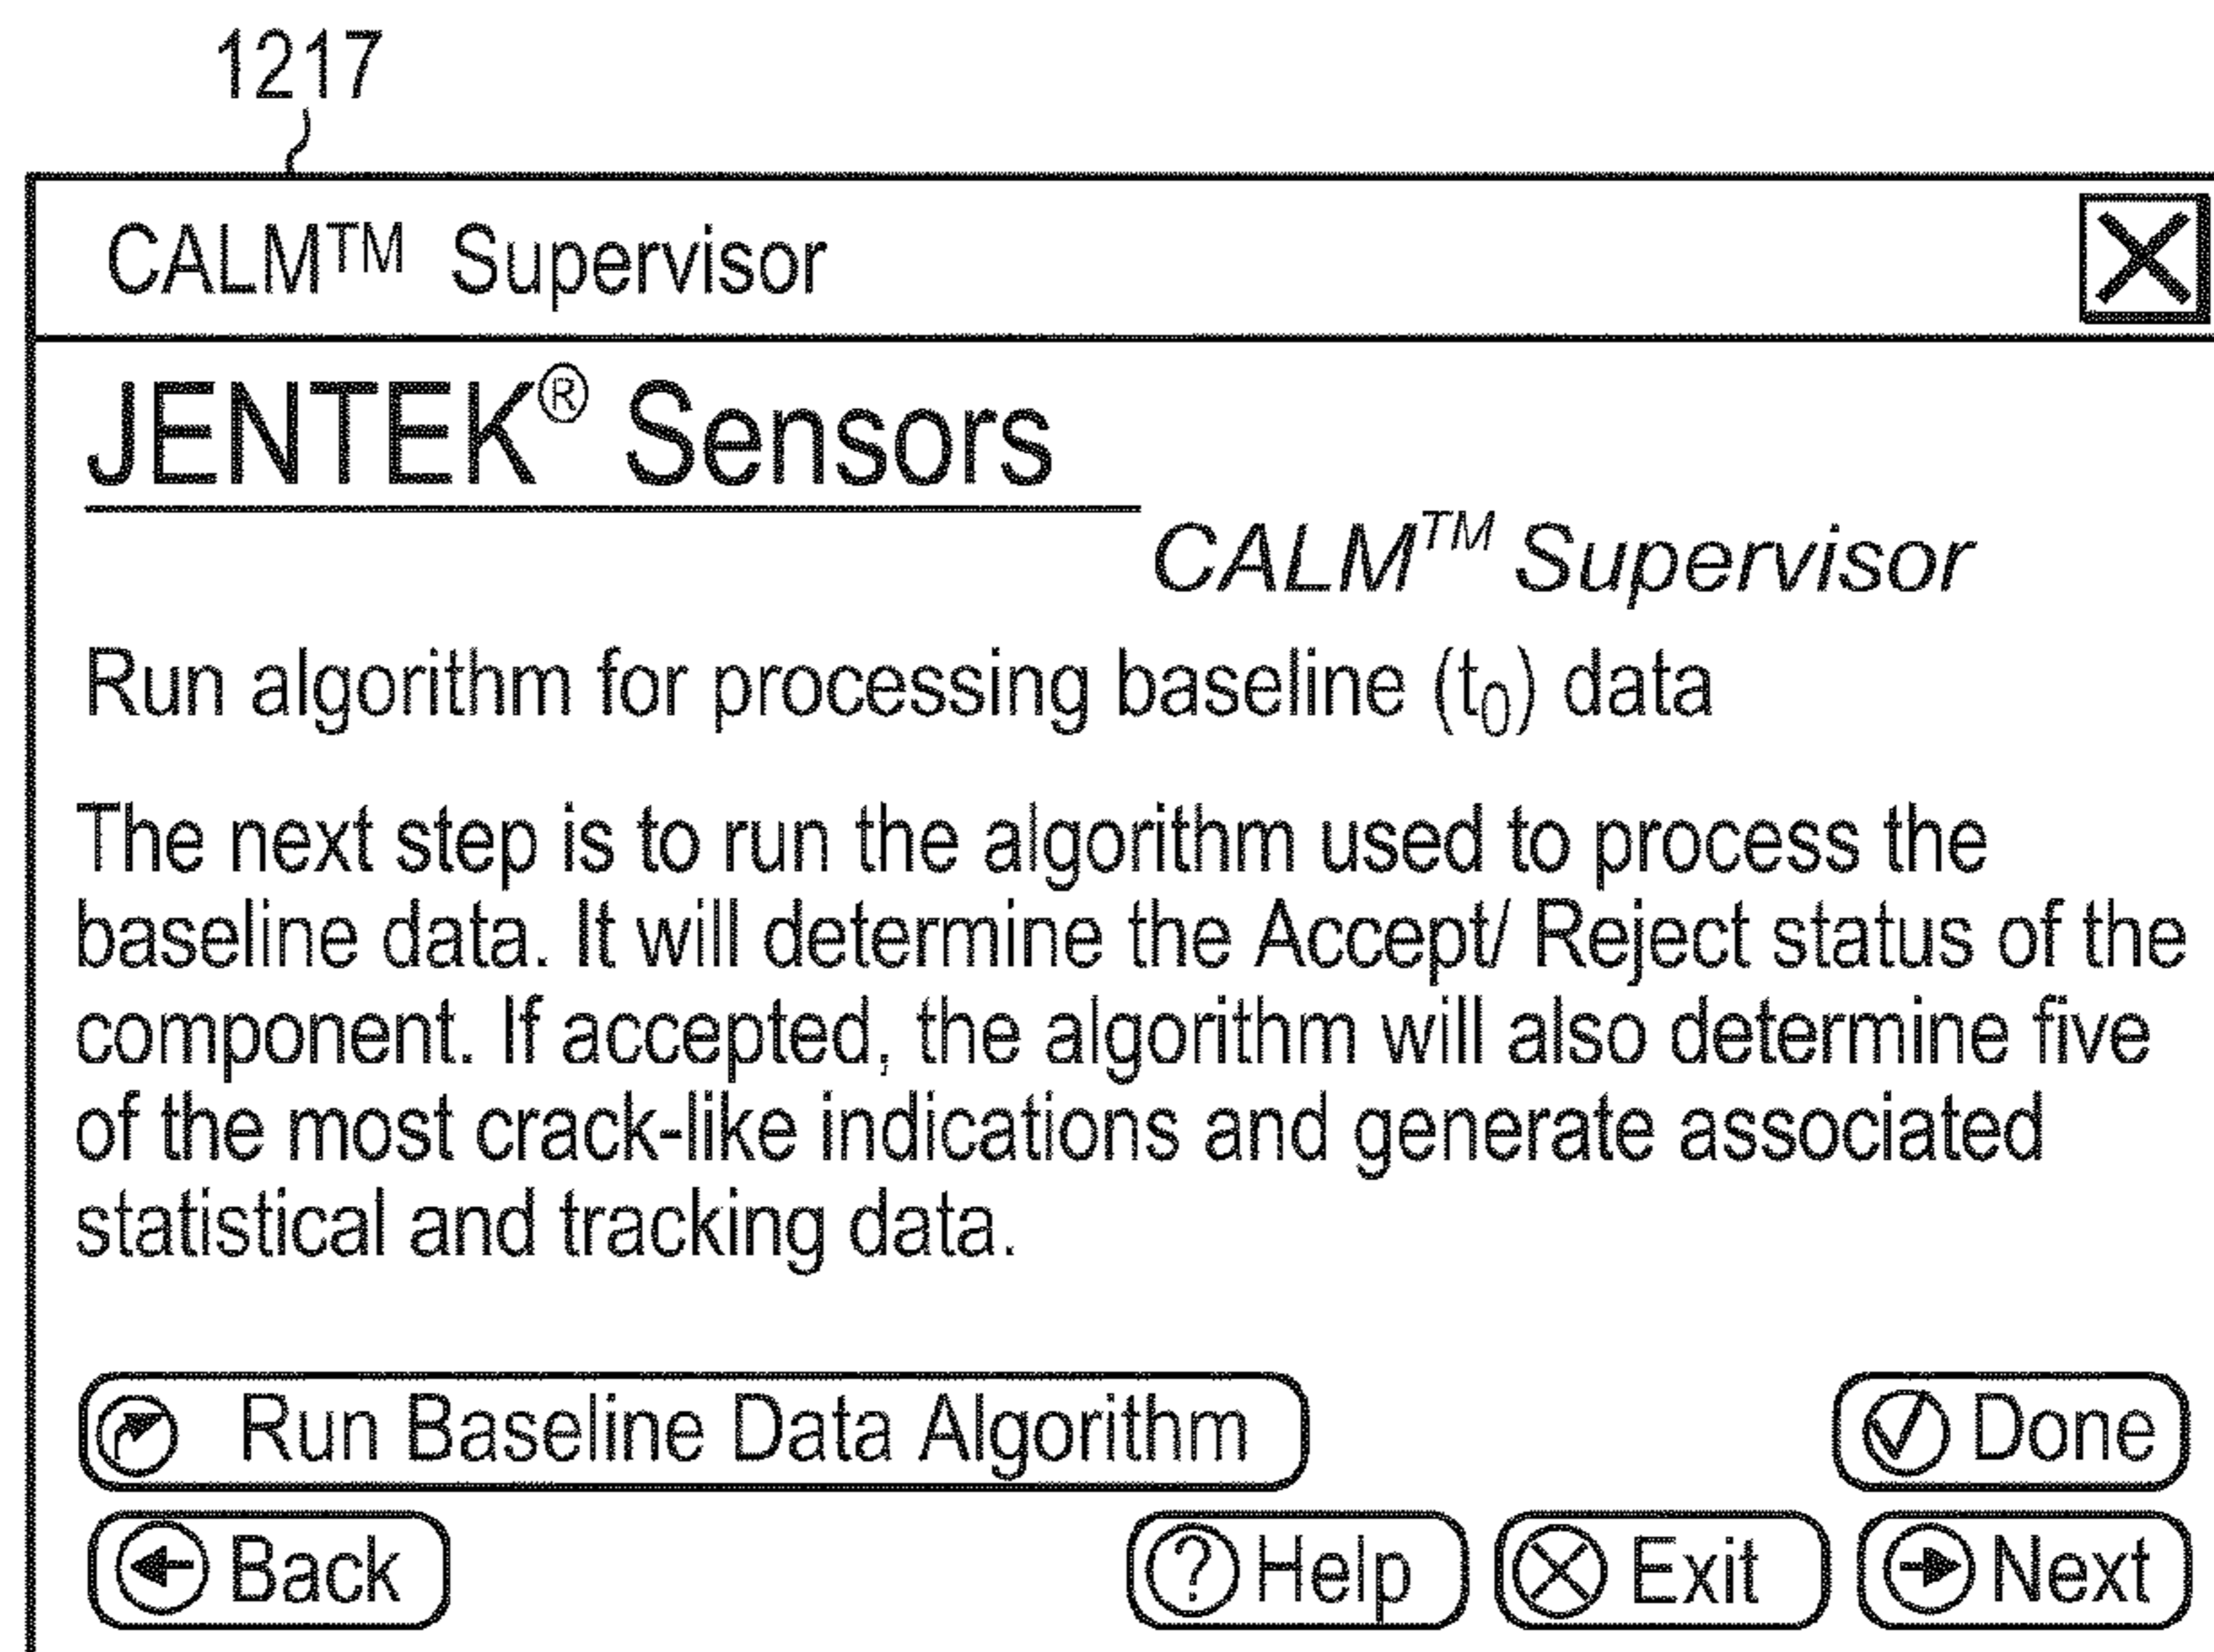 1217
CALM™ Supervisor
JENTEK® Sensors
CALM™ Supervisor
Run algorithm for processing baseline (t₀) data
The next step is to run the algorithm used to process the
baseline data. It will determine the Accept/ Reject status of the
component. If accepted, the algorithm will also determine five
of the most crack-like indications and generate associated
statistical and tracking data.
Run Baseline Data Algorithm Done
Back Help Exit Next